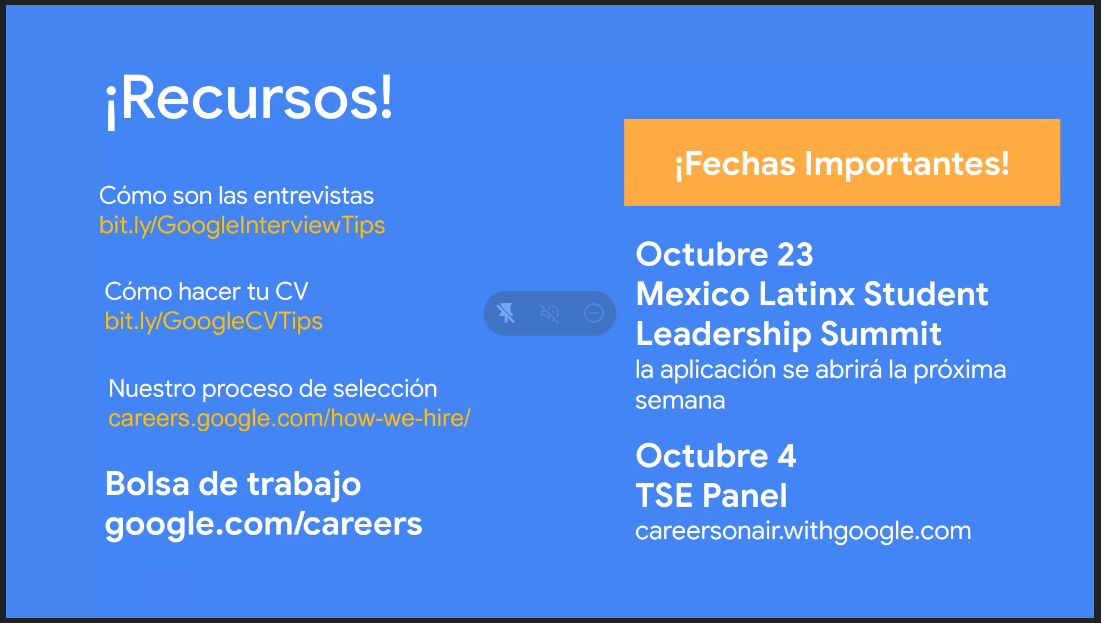 ¡Recursos!
Cómo son las entrevistas
bit.ly/GoogleInterviewTips
Cómo hacer tu CV
bit.ly/GoogleCVTips
Nuestro proceso de selección
careers.google.com/how-we-hire/
Bolsa de trabajo
google.com/careers
¡Fechas Importantes!
Octubre 23
Mexico Latinx Student
Leadership Summit
la aplicación se abrirá la próxima
semana
Octubre 4
TSE Panel
careersonair.withgoogle.com